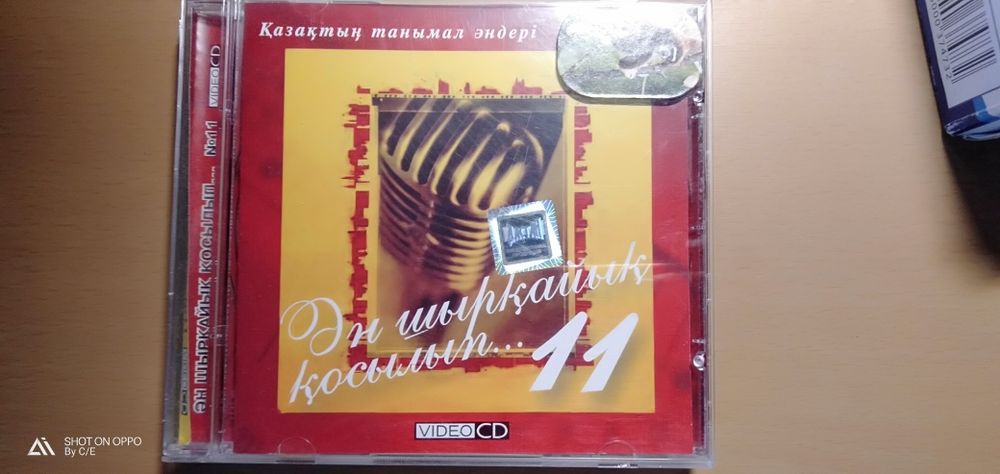 Қазақтың танымал әндері
Ән шырқайық
қосылып... 11
VIDEO CD
ӘН ШЫРҚАЙЫҚ ҚОСЫЛЫП... №11 VIDEO CD
SHOT ON OPPO
By C/E